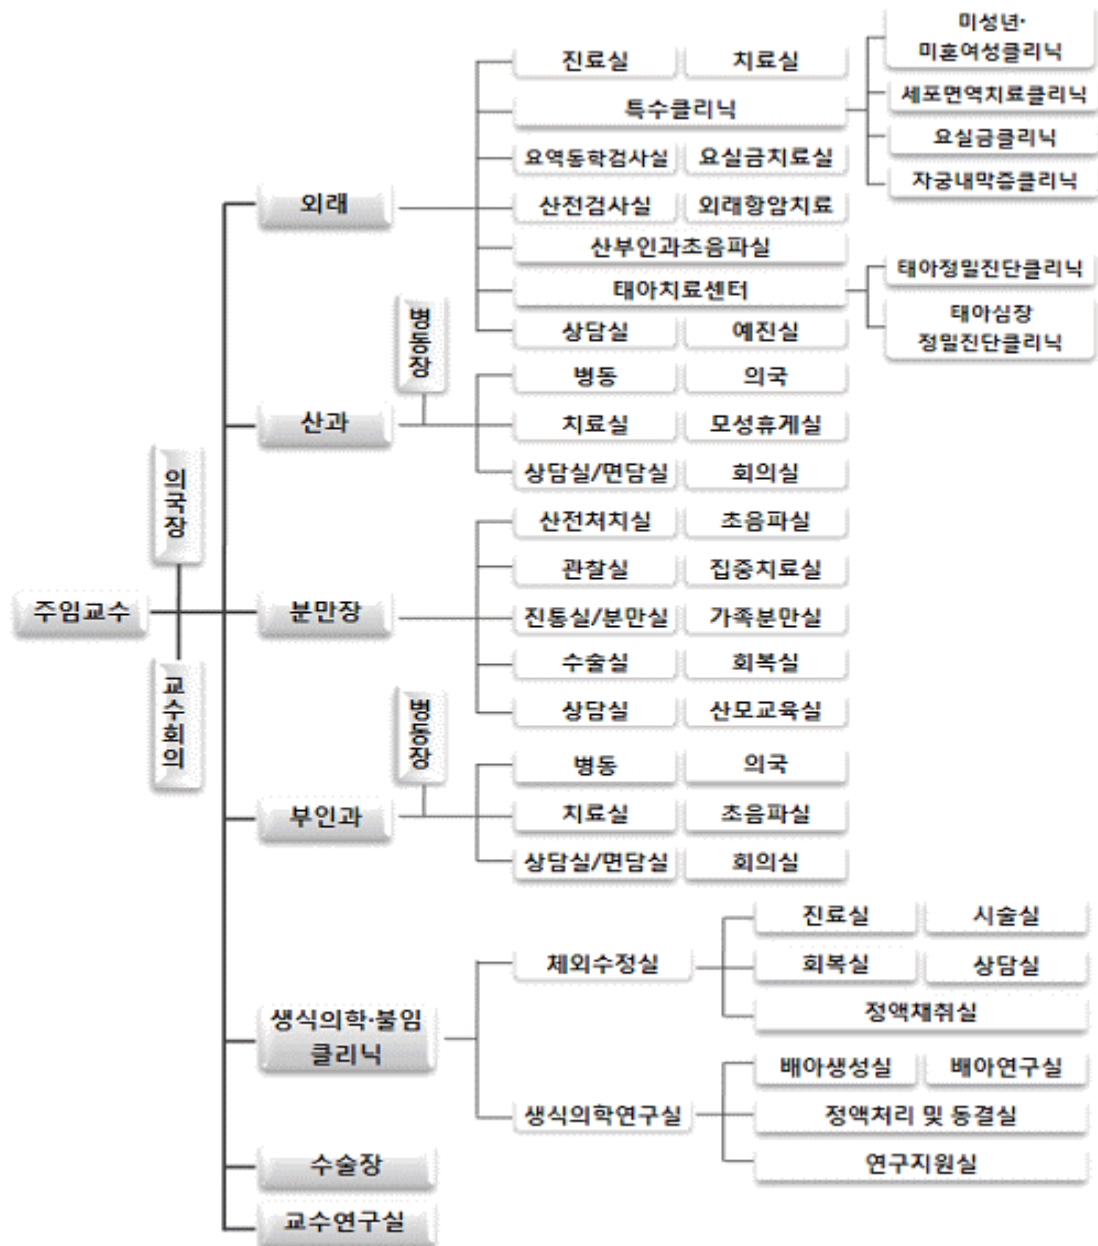 미성년·
미혼여성클리닉
진료실 치료실
특수클리닉
세포면역치료클리닉
요실금클리닉
요역동학검사실 요실금치료실
자궁내막증클리닉
외래
산전검사실 외래항암치료
산부인과초음파실
태아치료센터
태아정밀진단클리닉
태아심장
정밀진단클리닉
상담실 예진실
병동장
산과
병동 의국
치료실 모성휴게실
상담실/면담실 회의실
의국장
주임교수
교수회의
분만장
산전처치실 초음파실
관찰실 집중치료실
진통실/분만실 가족분만실
수술실 회복실
상담실 산모교육실
병동장
부인과
병동 의국
치료실 초음파실
상담실/면담실 회의실
생식의학·불임
클리닉
체외수정실
진료실 시술실
회복실 상담실
정액채취실
생식의학연구실
배아생성실 배아연구실
정액처리 및 동결실
연구지원실
수술장
교수연구실